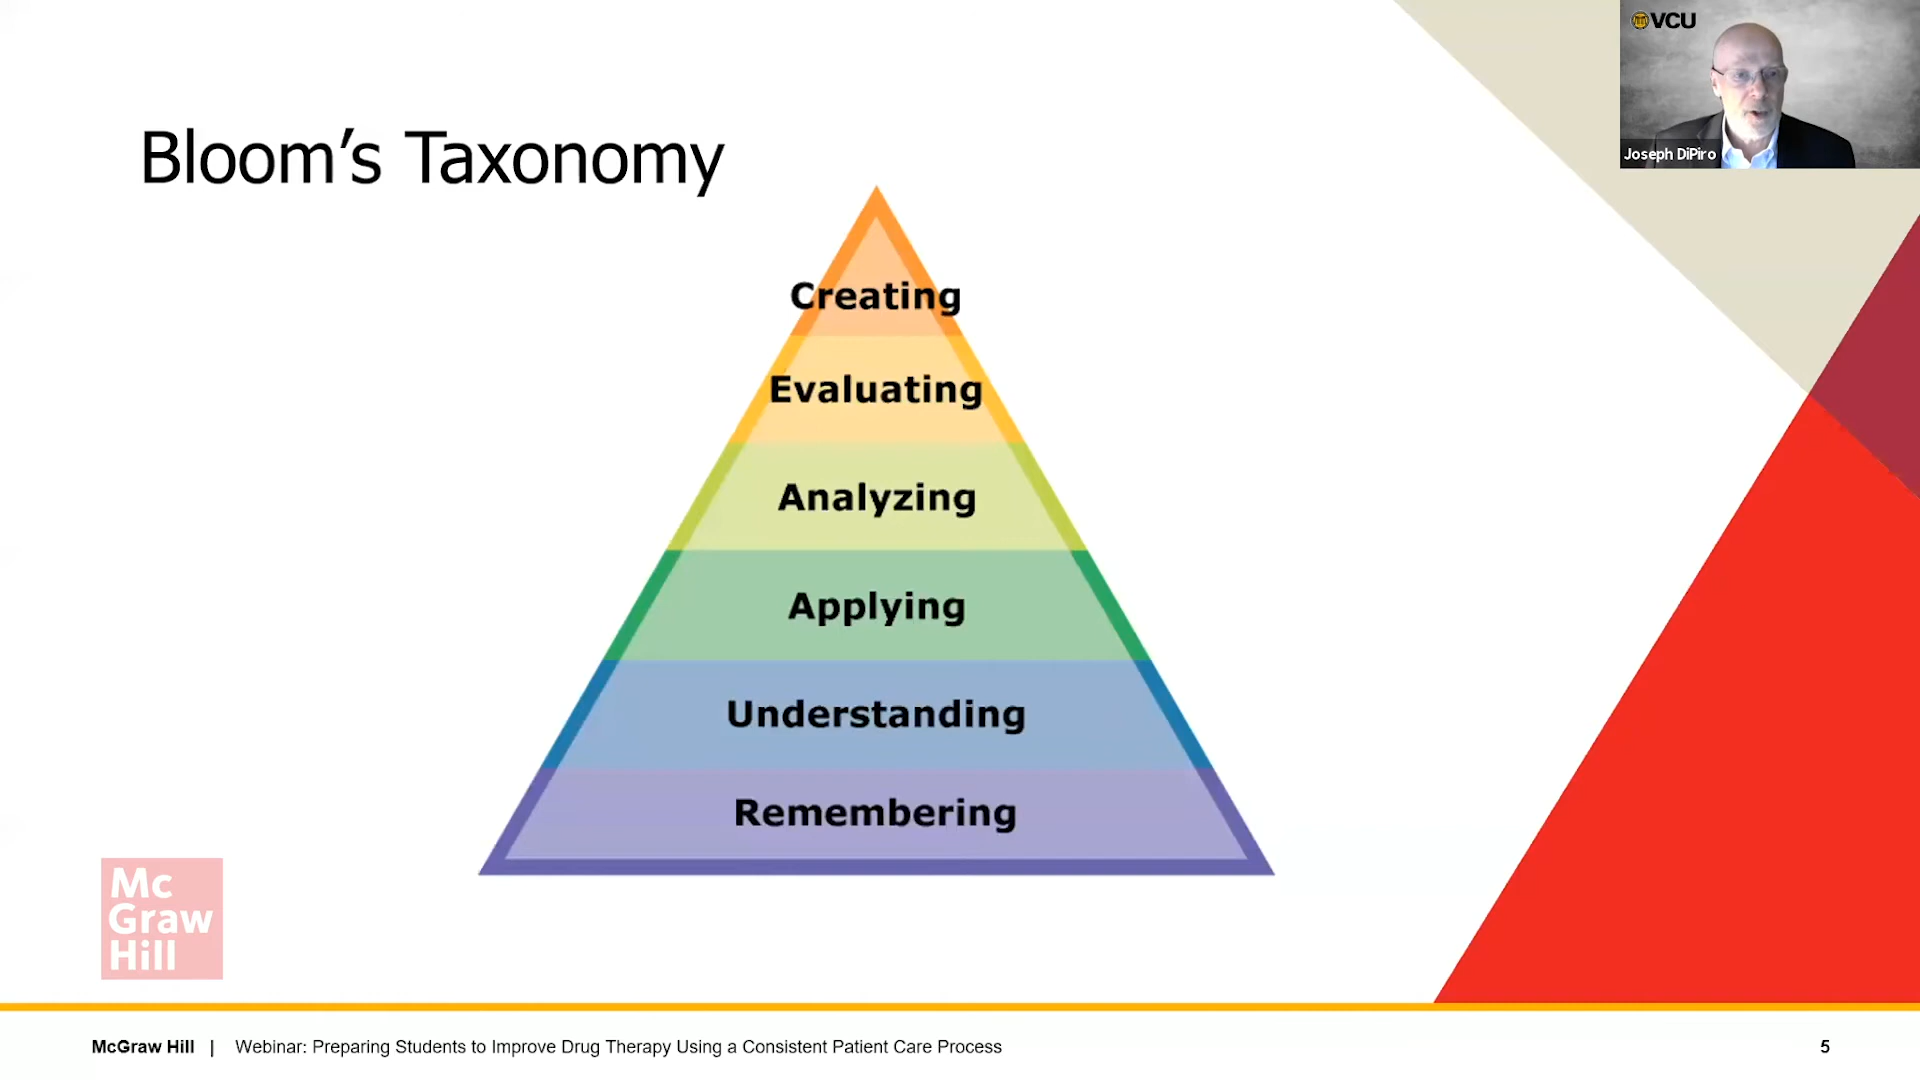 VCU
Joseph DiPiro
Bloom’s Taxonomy
Creating
Evaluating
Analyzing
Applying
Understanding
Remembering
Mc
Graw
Hill
McGraw Hill | Webinar: Preparing Students to Improve Drug Therapy Using a Consistent Patient Care Process 5